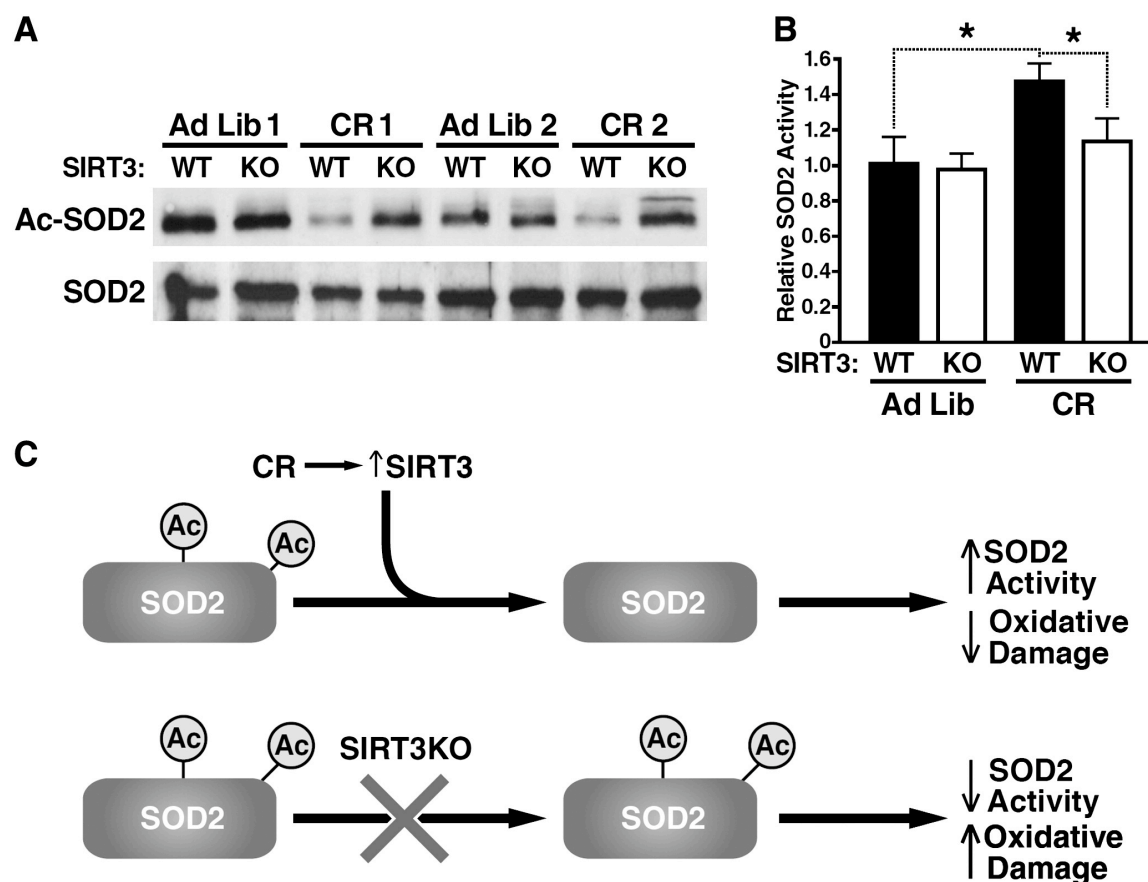 A
Ad Lib 1 CR 1 Ad Lib 2 CR 2
SIRT3: WT KO WT KO WT KO WT KO
Ac-SOD2
SOD2
B
* *
Relative SOD2 Activity
1.6
1.4
1.2
1.0
0.8
0.6
0.4
0.2
0
SIRT3: WT KO WT KO
Ad Lib CR
C
CR → ↑SIRT3
Ac Ac
SOD2 SOD2
↑SOD2
Activity
↓Oxidative
Damage
Ac Ac SIRT3KO Ac Ac
SOD2 SOD2
↓SOD2
Activity
↑Oxidative
Damage